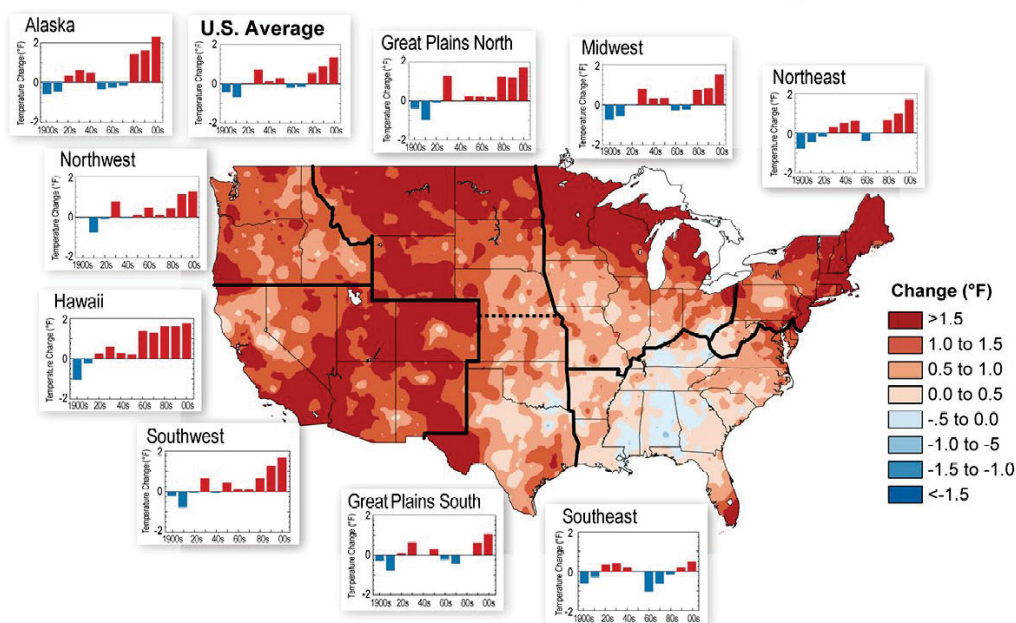 Alaska
Temperature Change (°F)
2
0
-2
1900s 20s 40s 60s 80s 00s
U.S. Average
Temperature Change (°F)
2
0
-2
1900s 20s 40s 60s 80s 00s
Great Plains North
Temperature Change (°F)
2
0
-2
1900s 20s 40s 60s 80s 00s
Midwest
Temperature Change (°F)
2
0
-2
1900s 20s 40s 60s 80s 00s
Northeast
Temperature Change (°F)
2
0
-2
1900s 20s 40s 60s 80s 00s
Northwest
Temperature Change (°F)
2
0
-2
1900s 20s 40s 60s 80s 00s
Hawaii
Temperature Change (°F)
2
0
-2
1900s 20s 40s 60s 80s 00s
Southwest
Temperature Change (°F)
2
0
-2
1900s 20s 40s 60s 80s 00s
Great Plains South
Temperature Change (°F)
2
0
-2
1900s 20s 40s 60s 80s 00s
Southeast
Temperature Change (°F)
2
0
-2
1900s 20s 40s 60s 80s 00s
Change (°F)
>1.5
1.0 to 1.5
0.5 to 1.0
0.0 to 0.5
-.5 to 0.0
-1.0 to -5
-1.5 to -1.0
<-1.5